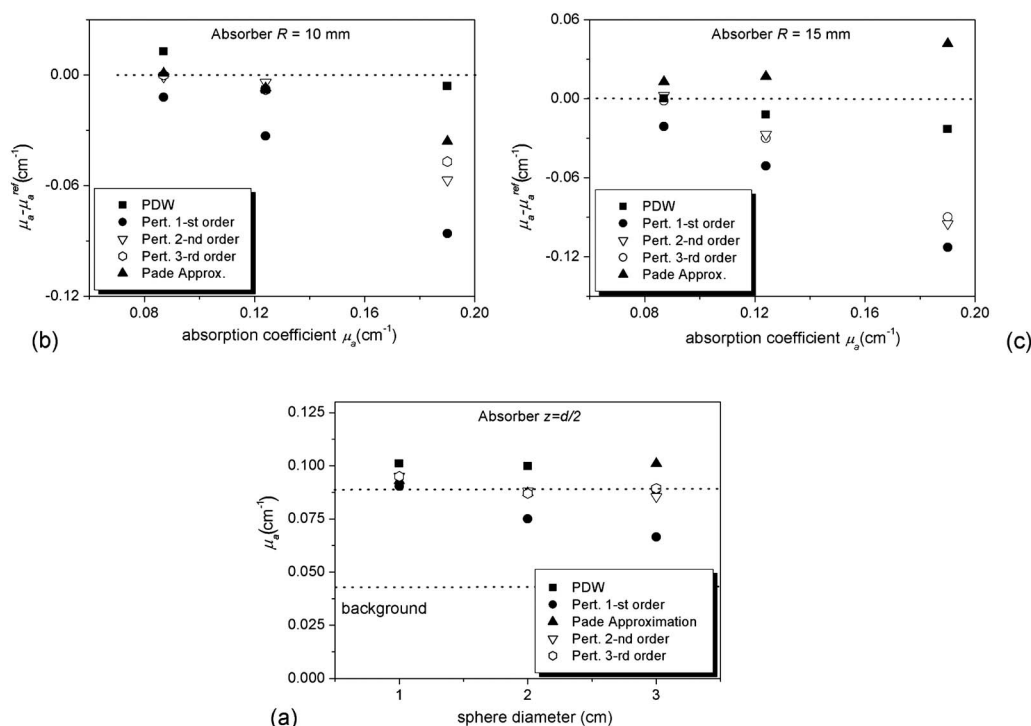 Absorber R = 10 mm
0.00
-0.06
-0.12
μa-μa^ref(cm^-1)
PDW
Pert. 1-st order
Pert. 2-nd order
Pert. 3-rd order
Pade Approx.
0.08 0.12 0.16 0.20
absorption coefficient μa(cm^-1)
(b)
Absorber R = 15 mm
0.06
0.00
-0.06
-0.12
μa-μa^ref(cm^-1)
PDW
Pert. 1-st order
Pert. 2-nd order
Pert. 3-rd order
Pade Approx.
0.08 0.12 0.16 0.20
absorption coefficient μa(cm^-1)
(c)
Absorber z=d/2
0.125
0.100
0.075
0.050
0.025
0.000
μa(cm^-1)
background
PDW
Pert. 1-st order
Pade Approximation
Pert. 2-nd order
Pert. 3-rd order
1 2 3
sphere diameter (cm)
(a)